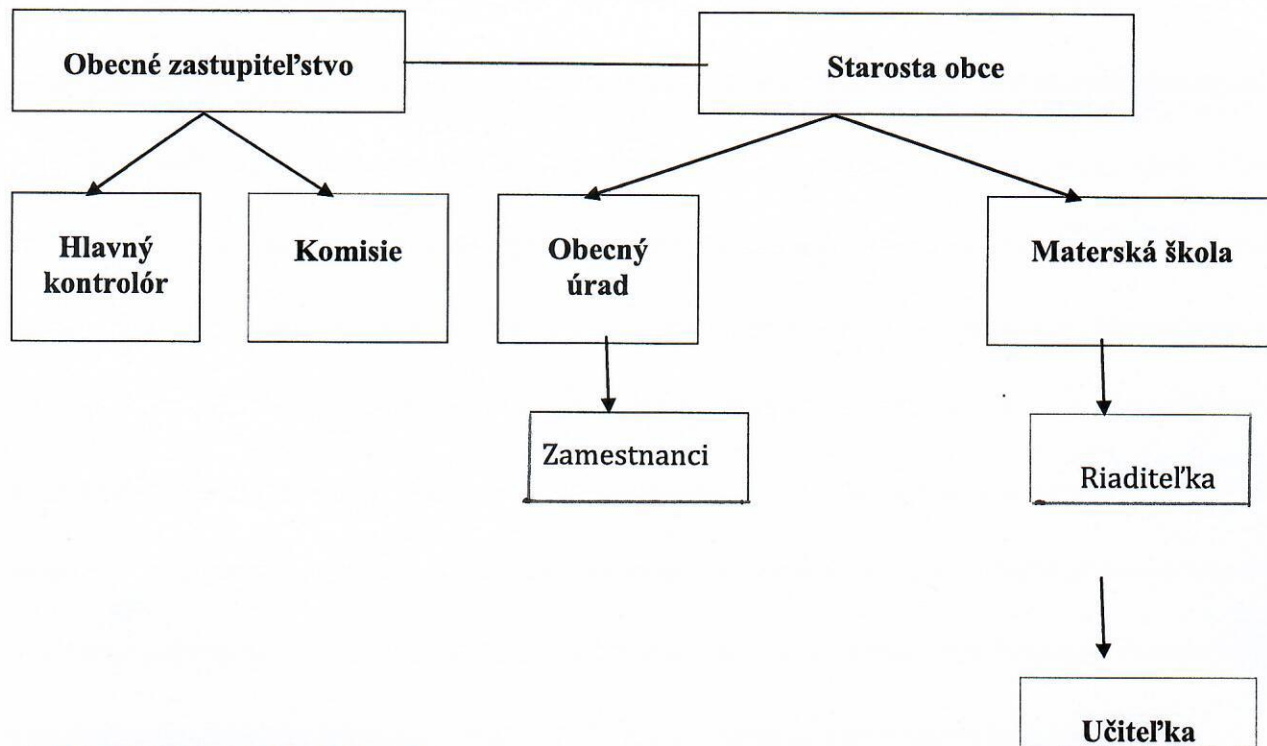 Obecné zastupiteľstvo
Starosta obce
Hlavný
kontrolór
Komisie
Obecný
úrad
Materská škola
Zamestnanci
Riaditeľka
Učiteľka